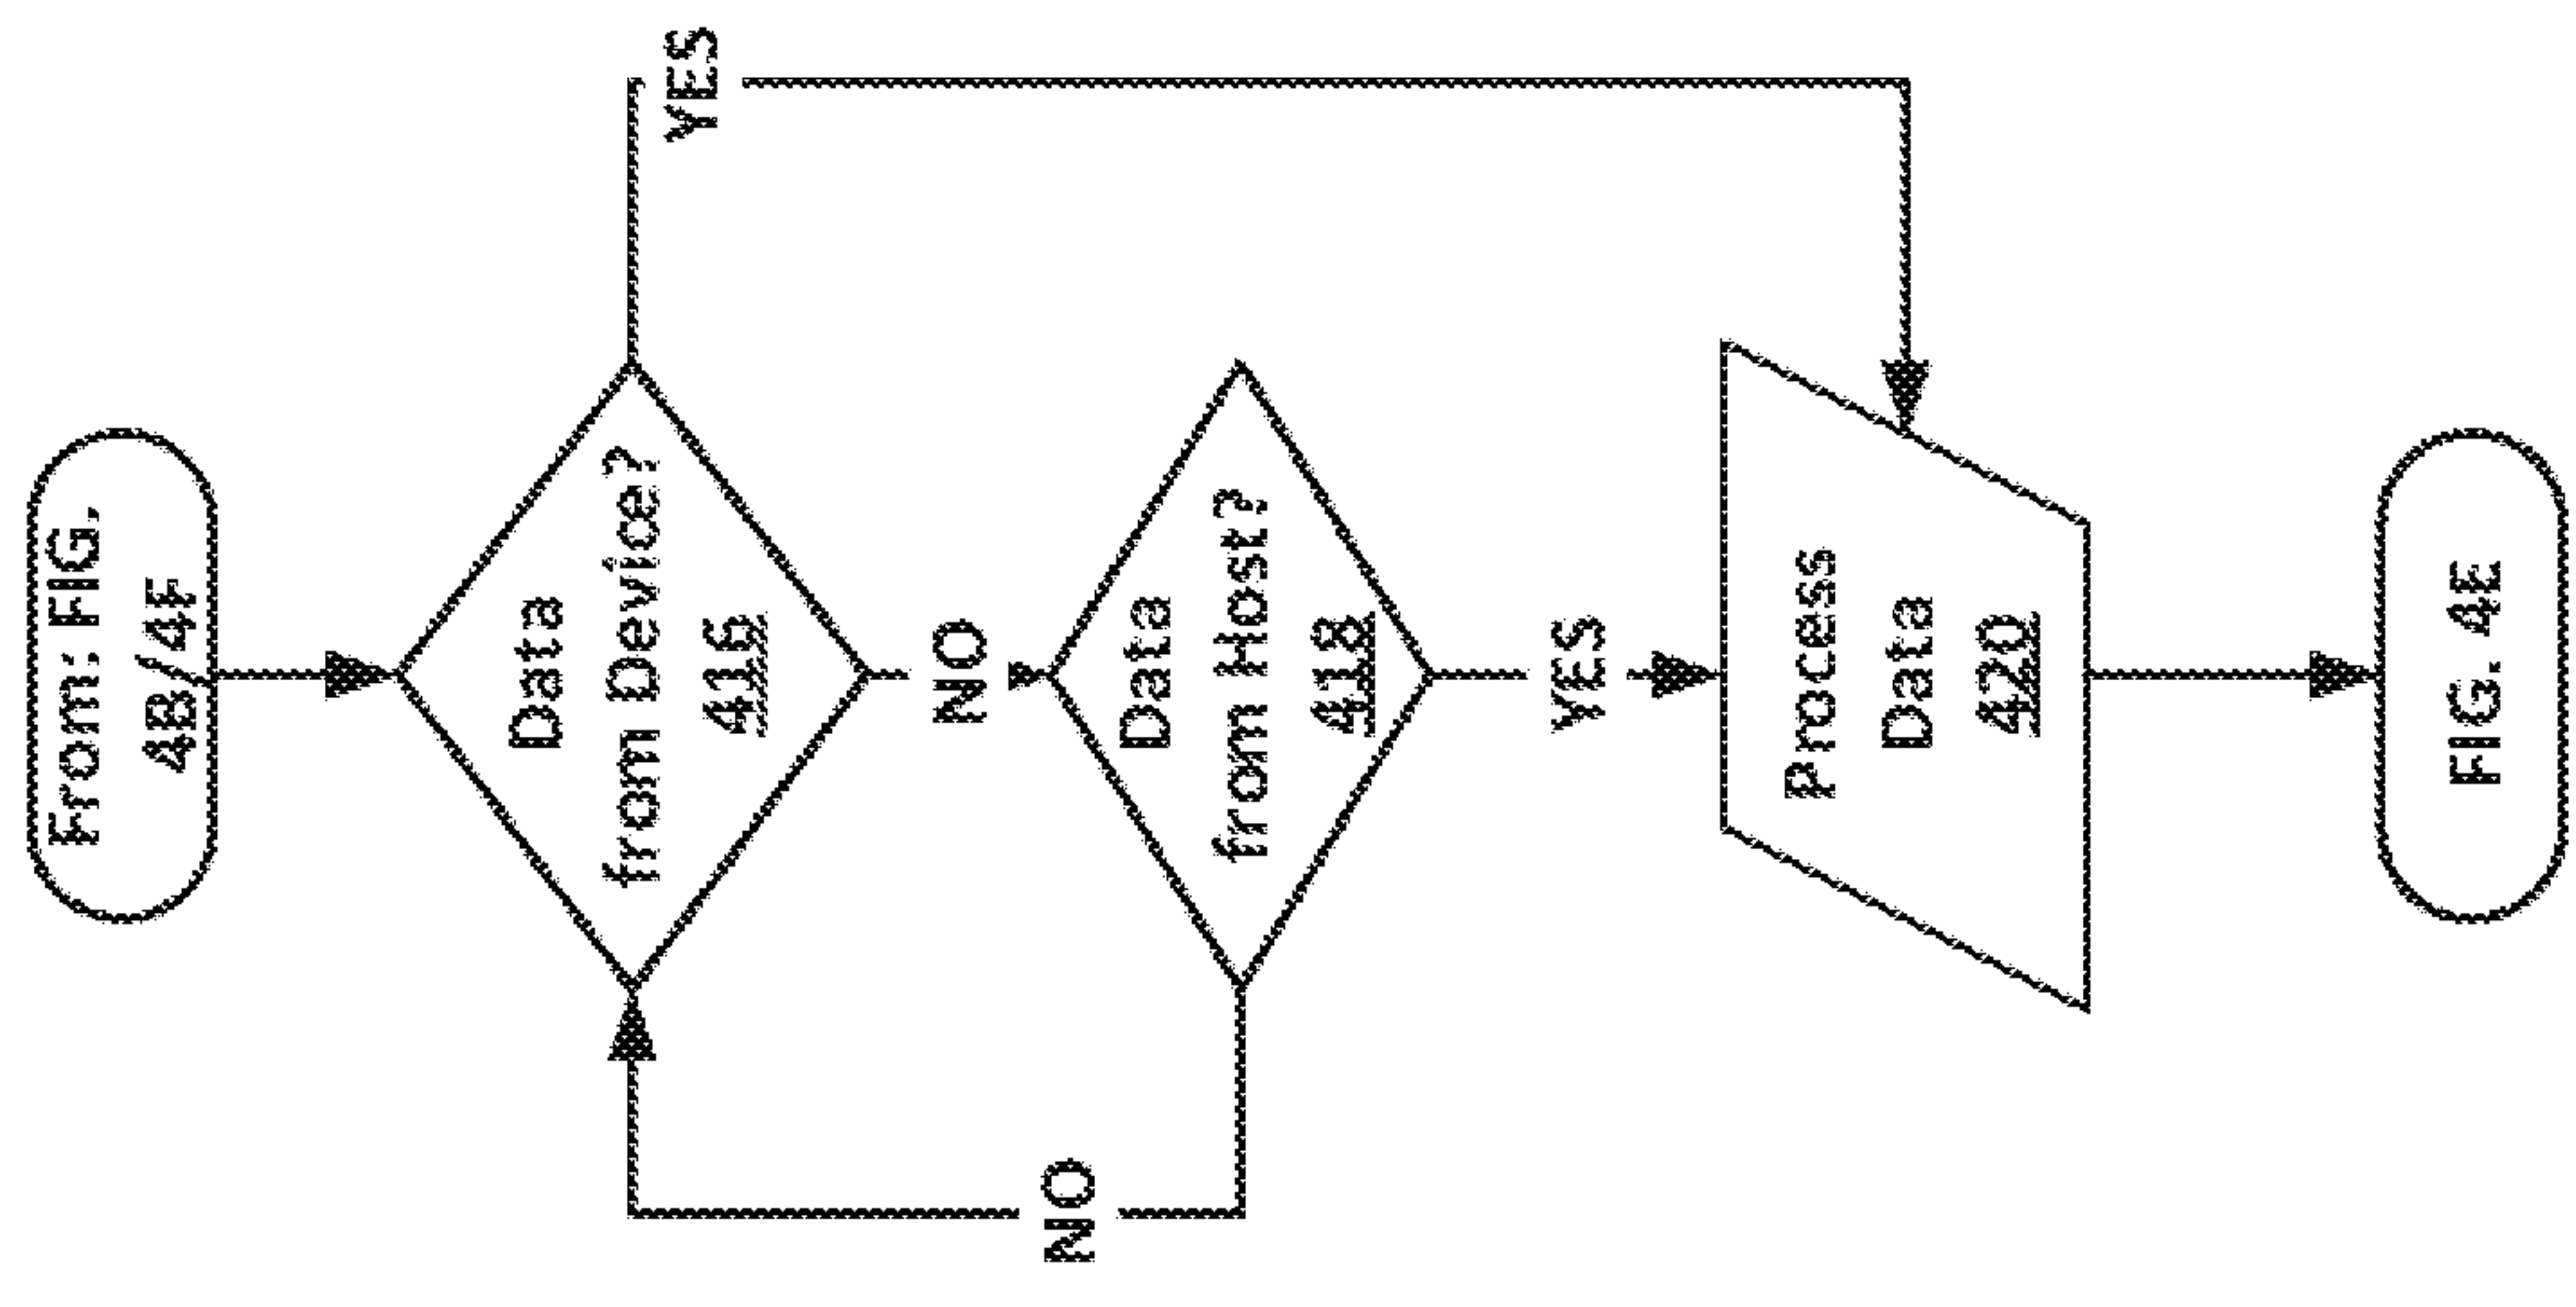 From: FIG.
4B/4F
Data
from Device?
416
YES
NO
Data
from Host?
418
NO
YES
Process
Data
420
FIG. 4E